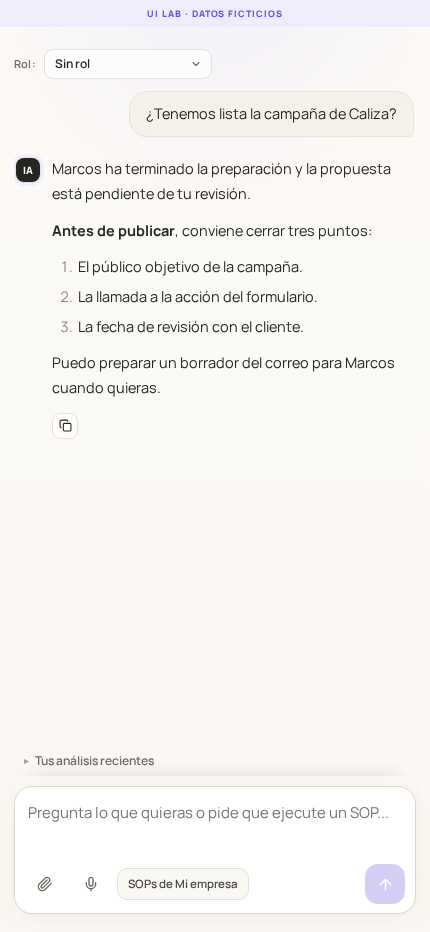 UI LAB · DATOS FICTICIOS
Rol: Sin rol
¿Tenemos lista la campaña de Caliza?
IA
Marcos ha terminado la preparación y la propuesta
está pendiente de tu revisión.
Antes de publicar, conviene cerrar tres puntos:
1. El público objetivo de la campaña.
2. La llamada a la acción del formulario.
3. La fecha de revisión con el cliente.
Puedo preparar un borrador del correo para Marcos
cuando quieras.
Tus análisis recientes
Pregunta lo que quieras o pide que ejecute un SOP...
SOPs de Mi empresa